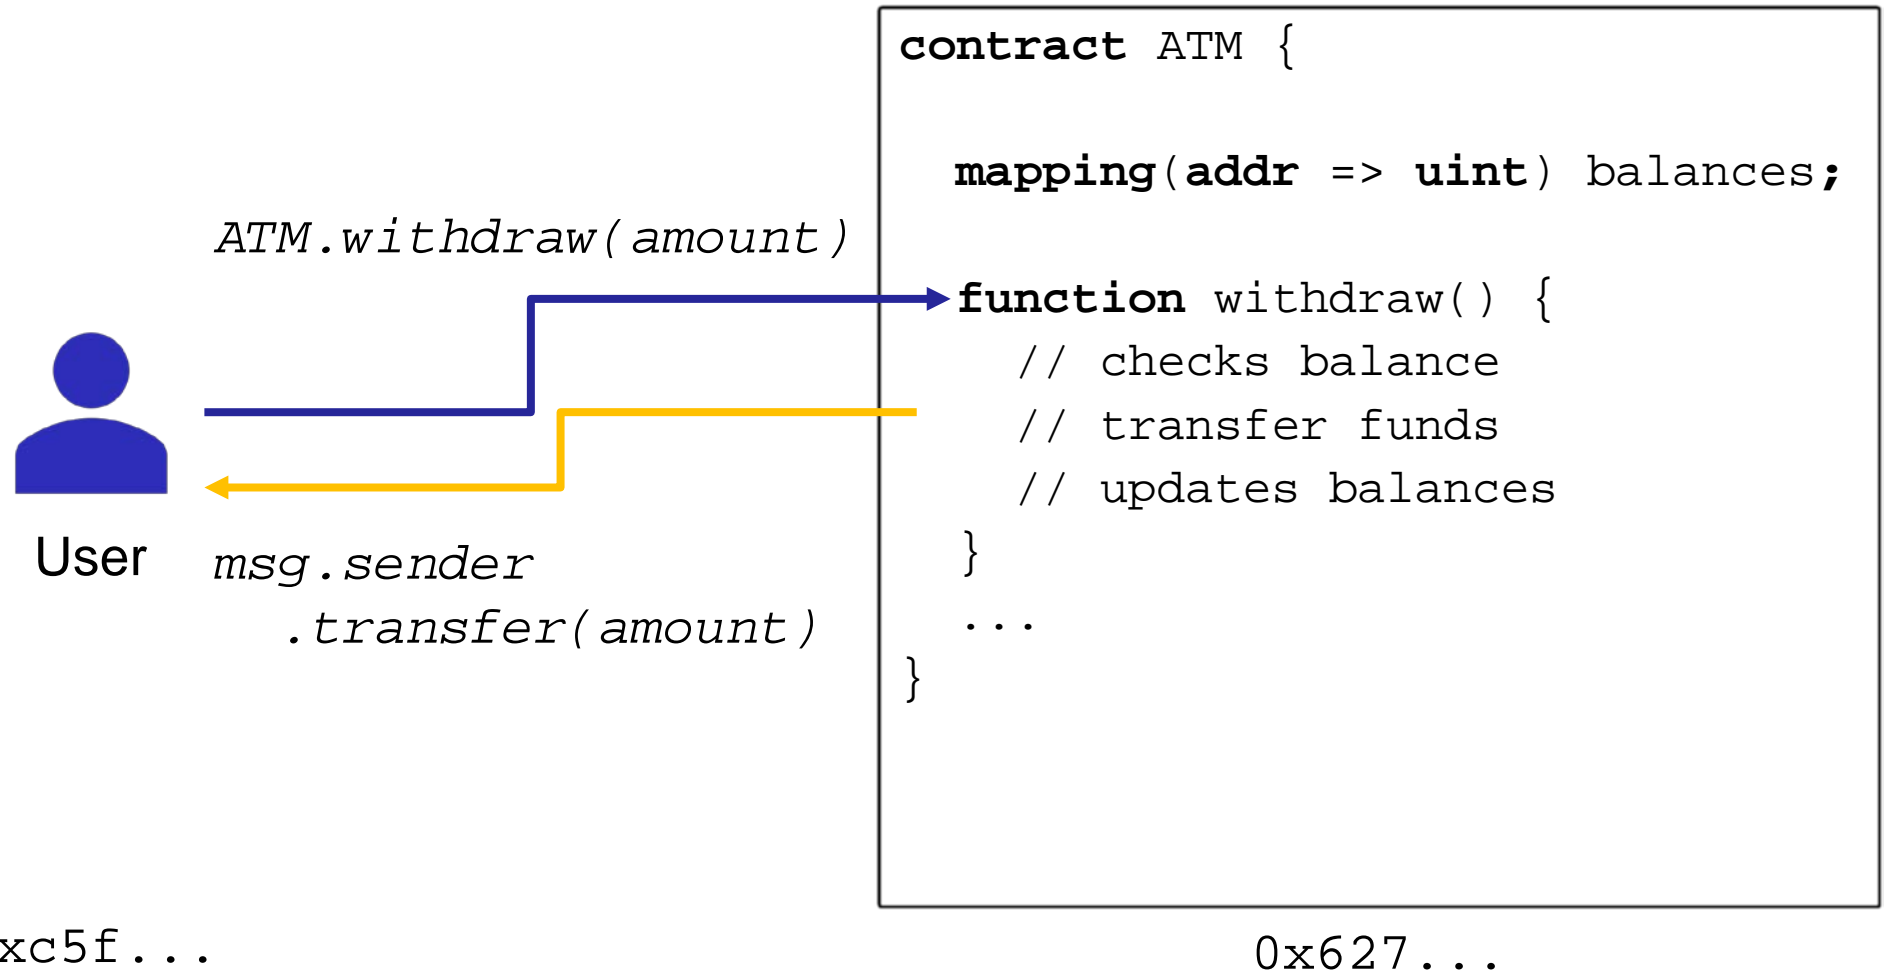 contract ATM {
mapping(addr => uint) balances;
ATM.withdraw(amount)
function withdraw() {
// checks balance
// transfer funds
// updates balances
}
...
}
User
msg.sender
.transfer(amount)
xc5f...
0x627...